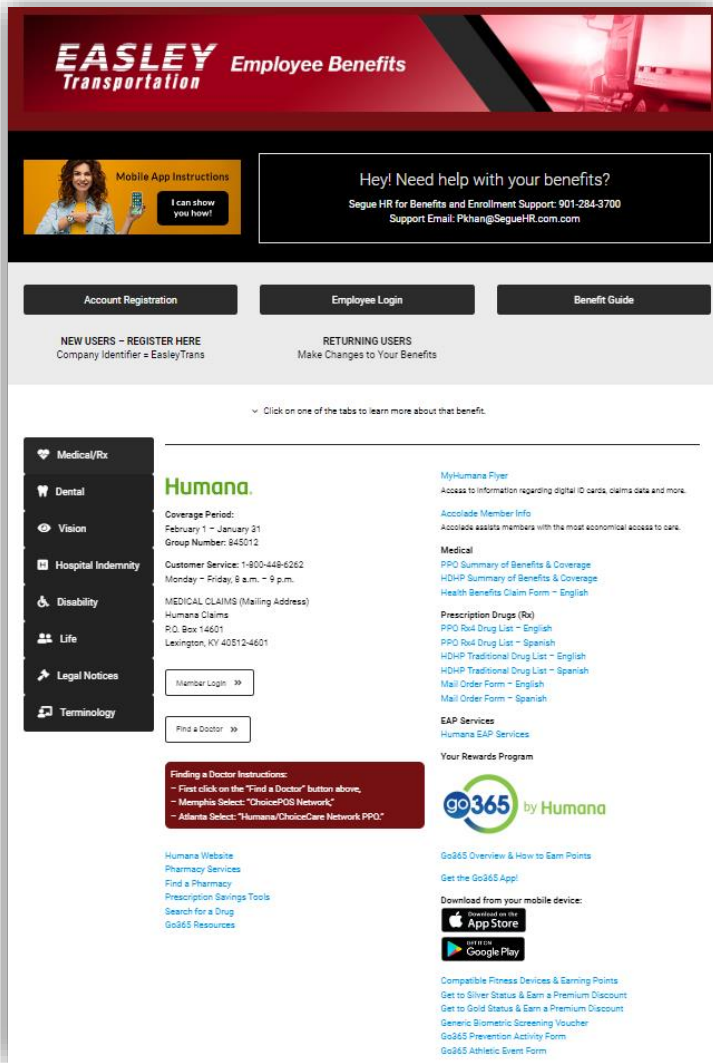 EASLEY
Transportation
Employee Benefits
Mobile App Instructions
I can show
you how!
Hey! Need help with your benefits?
Segue HR for Benefits and Enrollment Support: 901-284-3700
Support Email: Pkhan@SegueHR.com.com
Account Registration
Employee Login
Benefit Guide
NEW USERS – REGISTER HERE
Company Identifier = EasleyTrans
RETURNING USERS
Make Changes to Your Benefits
Click on one of the tabs to learn more about that benefit.
Medical/Rx
Dental
Vision
Hospital Indemnity
Disability
Life
Legal Notices
Terminology
Humana.
Coverage Period:
February 1 – January 31
Group Number: 845012
Customer Service: 1-800-448-6262
Monday – Friday, 8 a.m. – 9 p.m.
MEDICAL CLAIMS (Mailing Address)
Humana Claims
P.O. Box 14601
Lexington, KY 40512-4601
Member Login »
Find a Doctor »
Finding a Doctor Instructions:
– First click on the "Find a Doctor" button above,
– Memphis Select: "ChoicePOS Network,"
– Atlanta Select: "Humana/ChoiceCare Network PPO."
Humana Website
Pharmacy Services
Find a Pharmacy
Prescription Savings Tools
Search for a Drug
Go365 Resources
MyHumana Flyer
Access to information regarding digital ID cards, claims data and more.
Accolade Member Info
Accolade assists members with the most economical access to care.
Medical
PPO Summary of Benefits & Coverage
HDHP Summary of Benefits & Coverage
Health Benefits Claim Form – English
Prescription Drugs (Rx)
PPO Rx4 Drug List – English
PPO Rx4 Drug List – Spanish
HDHP Traditional Drug List – English
HDHP Traditional Drug List – Spanish
Mail Order Form – English
Mail Order Form – Spanish
EAP Services
Humana EAP Services
Your Rewards Program
go365 by Humana
Go365 Overview & How to Earn Points
Get the Go365 App!
Download from your mobile device:
Download on the
App Store
GET IT ON
Google Play
Compatible Fitness Devices & Earning Points
Get to Silver Status & Earn a Premium Discount
Get to Gold Status & Earn a Premium Discount
Generic Biometric Screening Voucher
Go365 Prevention Activity Form
Go365 Athletic Event Form